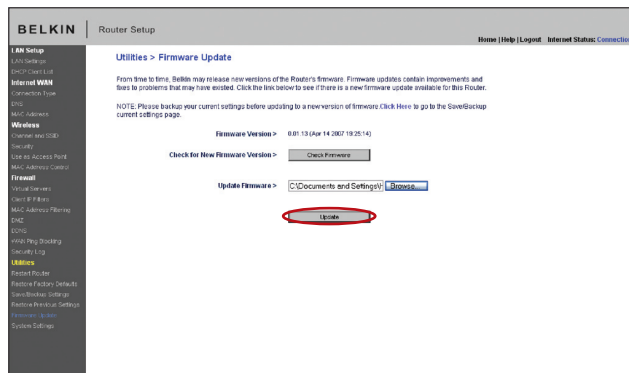 BELKIN
Router Setup
Home | Help | Logout Internet Status: Connection
LAN Setup
LAN Settings
DHCP Client List
Internet WAN
Connection Type
DNS
MAC Address
Wireless
Channel and SSID
Security
Use as Access Point
MAC Address Control
Firewall
Virtual Servers
Client IP Filters
MAC Address Filtering
DMZ
DDNS
WAN Ping Blocking
Security Log
Utilities
Restart Router
Restore Factory Defaults
Save/Backup Settings
Restore Previous Settings
Firmware Update
System Settings
Utilities > Firmware Update
From time to time, Belkin may release new versions of the Router's firmware. Firmware updates contain improvements and
fixes to problems that may have existed. Click the link below to see if there is a new firmware update available for this Router.
NOTE: Please backup your current settings before updating to a new version of firmware.Click Here to go to the Save/Backup
current settings page.
Firmware Version > 0.01.13 (Apr 14 2007 19:25:14)
Check for New Firmware Version > Check Firmware
Update Firmware > C:\Documents and Settings\H Browse...
Update